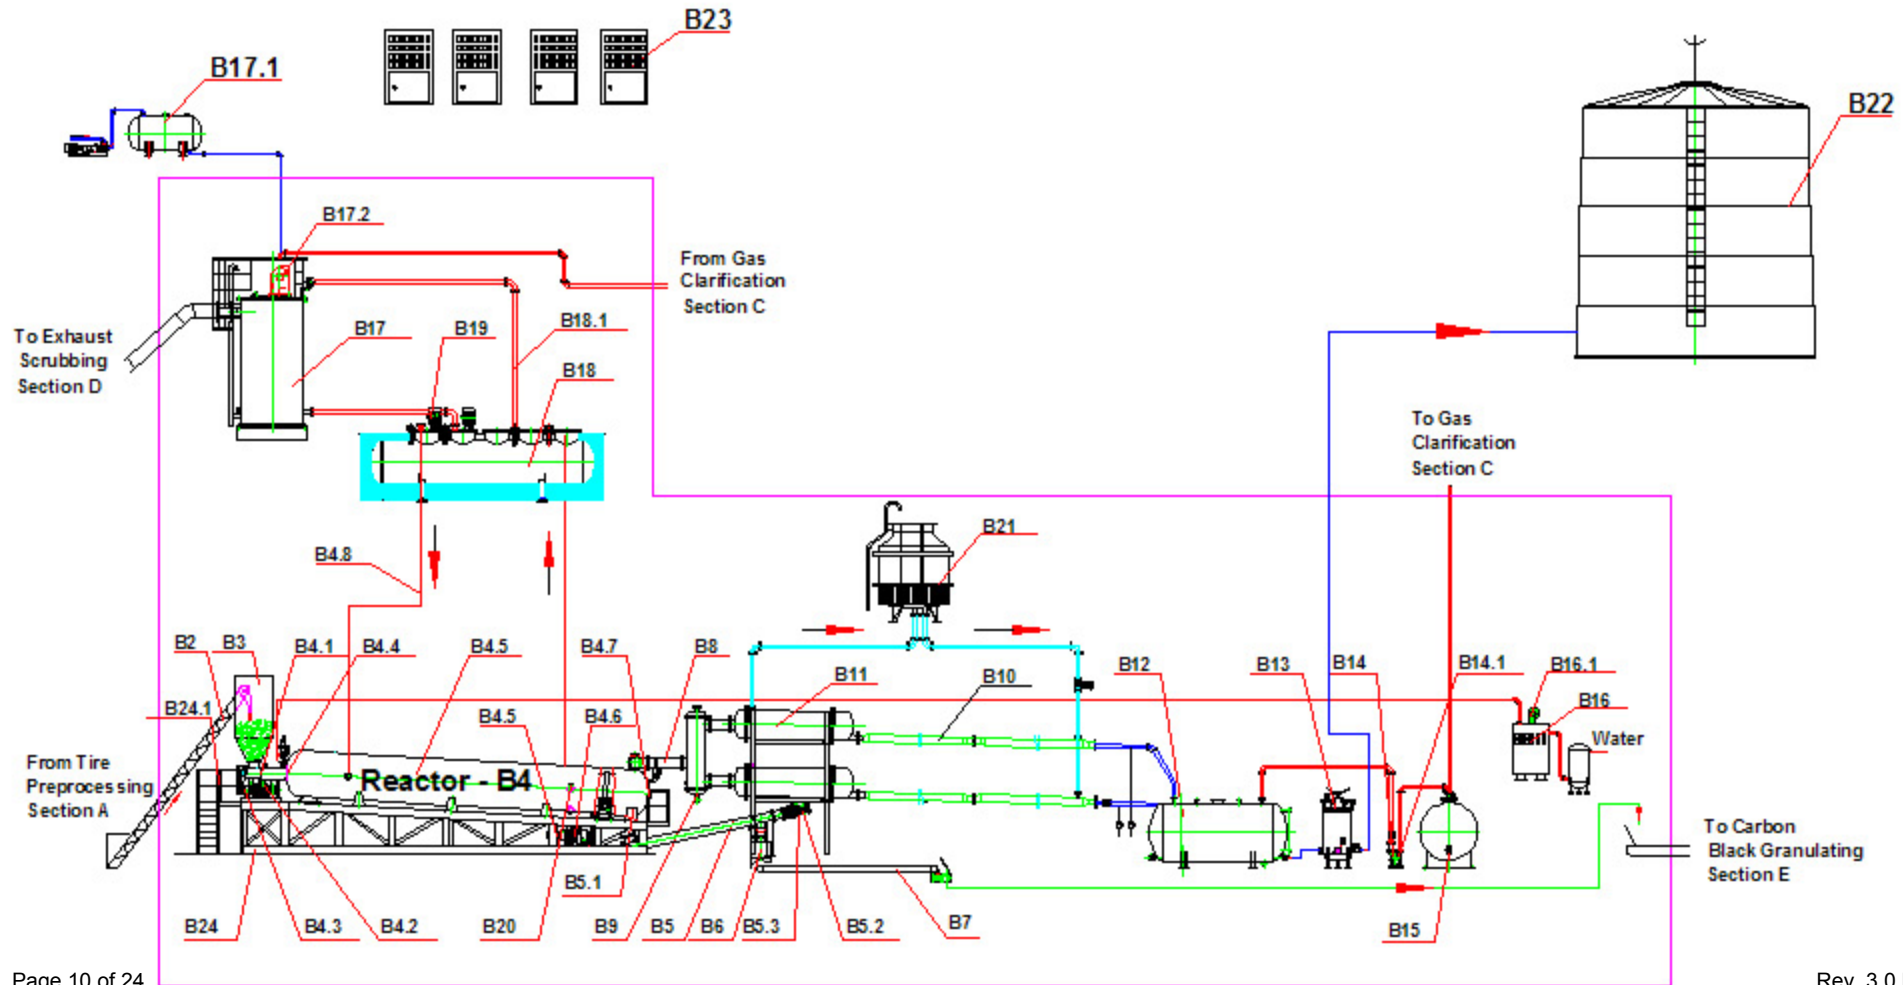 B23
B17.1
B22
B17.2
From Gas
Clarification
Section C
To Exhaust
Scrubbing
Section D
B17
B19
B18.1
B18
To Gas
Clarification
Section C
B21
B4.8
B2
B3
B4.1
B4.4
B4.5
B4.7
B8
B11
B10
B12
B13
B14
B14.1
B16.1
B16
Water
B24.1
B4.5
B4.6
From Tire
Preprocessing
Section A
Reactor - B4
To Carbon
Black Granulating
Section E
B5.1
B24
B4.3
B4.2
B20
B9
B5
B6
B5.3
B5.2
B7
B15
Page 10 of 24
Rev. 3.0